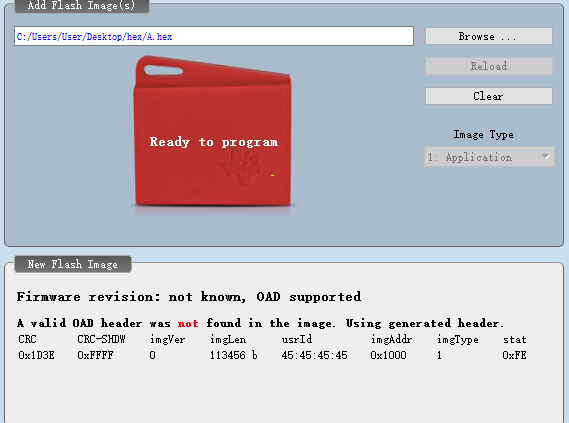 Add Flash Image(s)
C:/Users/User/Desktop/hex/A.hex
Browse ...
Reload
Clear
Image Type
1: Application
Ready to program
New Flash Image
Firmware revision: not known, OAD supported
A valid OAD header was not found in the image. Using generated header.
CRC CRC-SHDW imgVer imgLen usrId imgAddr imgType stat
0x1D3E 0xFFFF 0 113456 b 45:45:45:45 0x1000 1 0xFE